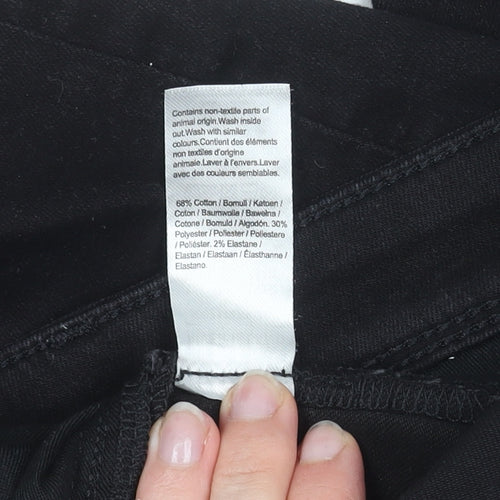 Contains non-textile parts of
animal origin.Wash inside
out.Wash with similar
colours.Contient des éléments
non textiles d'origine
animale.Laver à l'envers.Laver
avec des couleurs semblables.
68% Cotton / Bomull / Katoen /
Coton / Baumwolle / Bawełna /
Cotone / Bomuld / Algodón. 30%
Polyester / Poliester / Poliestere
/ Poliéster. 2% Elastane /
Elastan / Elastaan / Élasthanne /
Elastano.